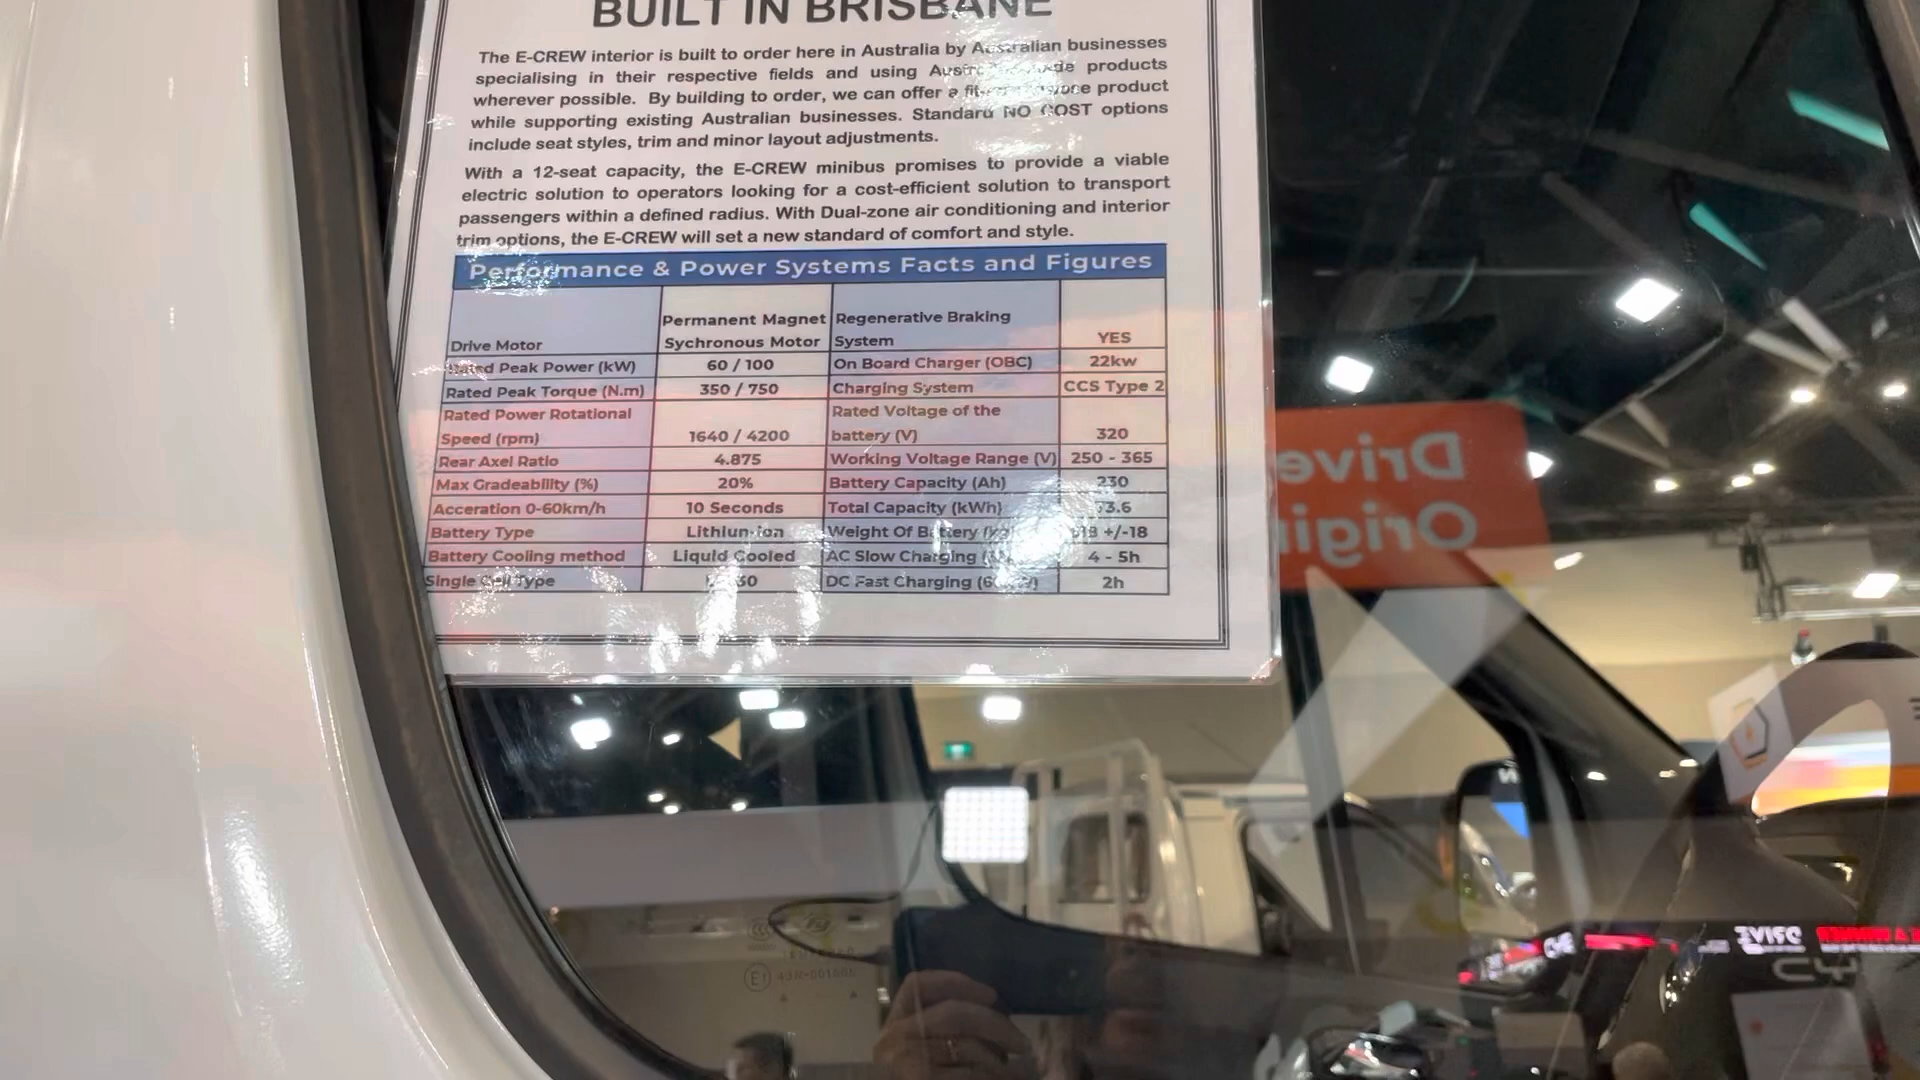 BUILT IN BRISBANE
The E-CREW interior is built to order here in Australia by Australian businesses
specialising in their respective fields and using products
wherever possible. By building to order, we can offer a product
while supporting existing Australian businesses. Standard NO COST options
include seat styles, trim and minor layout adjustments.
With a 12-seat capacity, the E-CREW minibus promises to provide a viable
electric solution to operators looking for a cost-efficient solution to transport
passengers within a defined radius. With Dual-zone air conditioning and interior
trim options, the E-CREW will set a new standard of comfort and style.
Performance & Power Systems Facts and Figures
Drive Motor Permanent Magnet Sychronous Motor Regenerative Braking System YES
Rated Peak Power (kW) 60 / 100 On Board Charger (OBC) 22kw
Rated Peak Torque (N.m) 350 / 750 Charging System CCS Type 2
Rated Power Rotational Speed (rpm) 1640 / 4200 Rated Voltage of the battery (V) 320
Rear Axel Ratio 4.875 Working Voltage Range (V) 250 - 365
Max Gradeability (%) 20% Battery Capacity (Ah) 230
Acceration 0-60km/h 10 Seconds Total Capacity (kWh)
Battery Type Lithiun-ion Weight Of Battery +/-18
Battery Cooling method Liquld Cooled AC Slow Charging 4 - 5h
Single Cell Type DC Fast Charging 2h
Drive